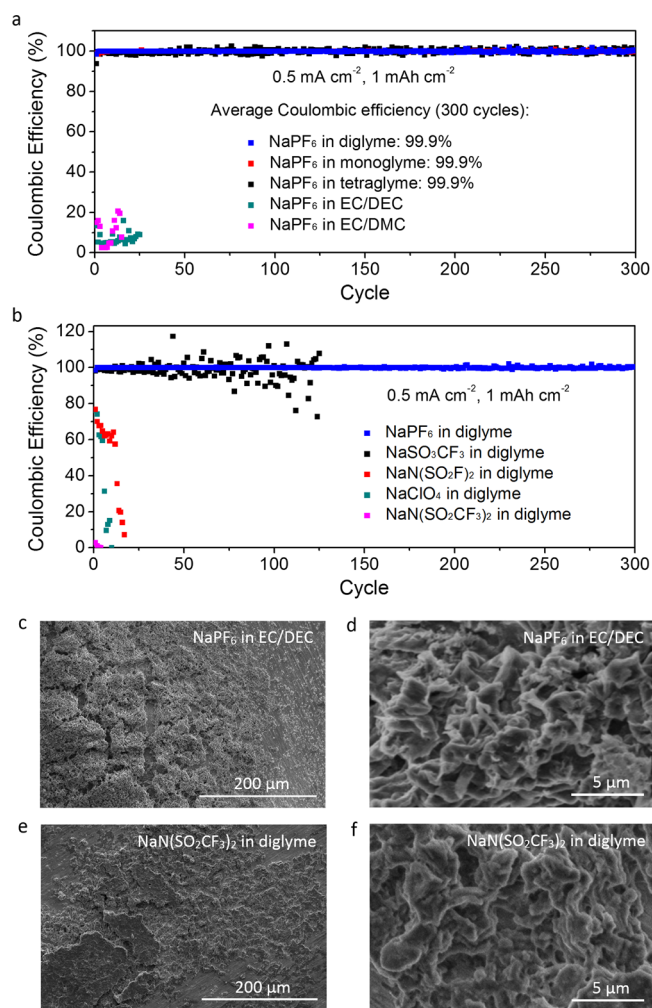 a
Coulombic Efficiency (%)
100
80
60
40
20
0
0.5 mA cm⁻², 1 mAh cm⁻²
Average Coulombic efficiency (300 cycles):
NaPF₆ in diglyme: 99.9%
NaPF₆ in monoglyme: 99.9%
NaPF₆ in tetraglyme: 99.9%
NaPF₆ in EC/DEC
NaPF₆ in EC/DMC
0 50 100 150 200 250 300
Cycle
b
Coulombic Efficiency (%)
120
100
80
60
40
20
0
0.5 mA cm⁻², 1 mAh cm⁻²
NaPF₆ in diglyme
NaSO₃CF₃ in diglyme
NaN(SO₂F)₂ in diglyme
NaClO₄ in diglyme
NaN(SO₂CF₃)₂ in diglyme
0 50 100 150 200 250 300
Cycle
c
NaPF₆ in EC/DEC
200 μm
d
NaPF₆ in EC/DEC
5 μm
e
NaN(SO₂CF₃)₂ in diglyme
200 μm
f
NaN(SO₂CF₃)₂ in diglyme
5 μm